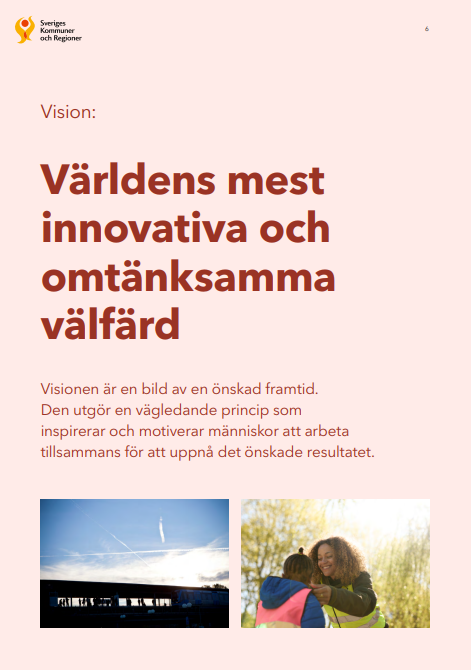 Sveriges
Kommuner
och Regioner
6
Vision:
Världens mest
innovativa och
omtänksamma
välfärd
Visionen är en bild av en önskad framtid.
Den utgör en vägledande princip som
inspirerar och motiverar människor att arbeta
tillsammans för att uppnå det önskade resultatet.